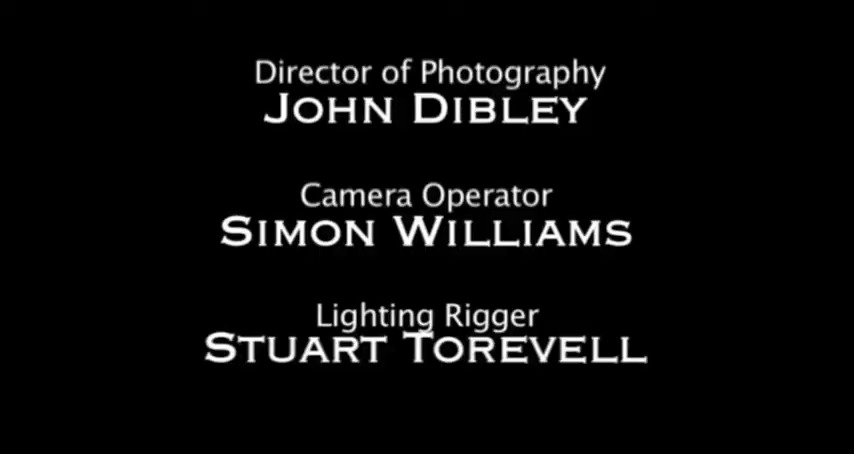 Director of Photography
JOHN DIBLEY
Camera Operator
SIMON WILLIAMS
Lighting Rigger
STUART TOREVELL